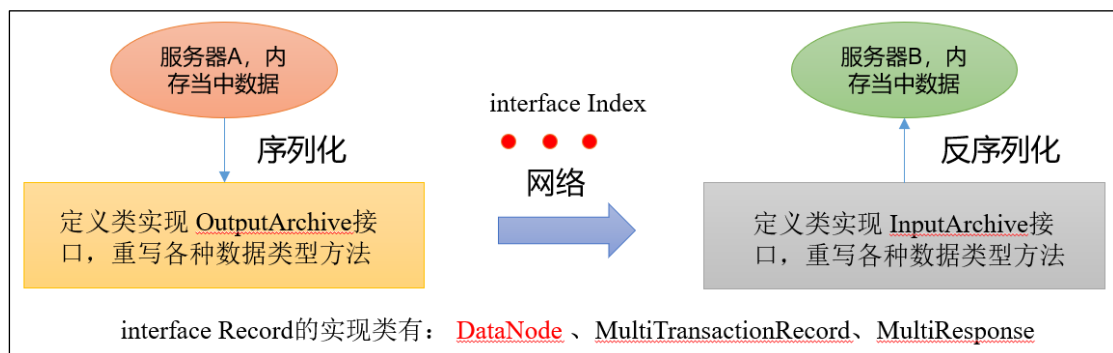 服务器A，内
存当中数据
服务器B，内
存当中数据
interface Index
序列化
网络
反序列化
定义类实现 OutputArchive接
口，重写各种数据类型方法
定义类实现 InputArchive接
口，重写各种数据类型方法
interface Record的实现类有： DataNode 、MultiTransactionRecord、MultiResponse